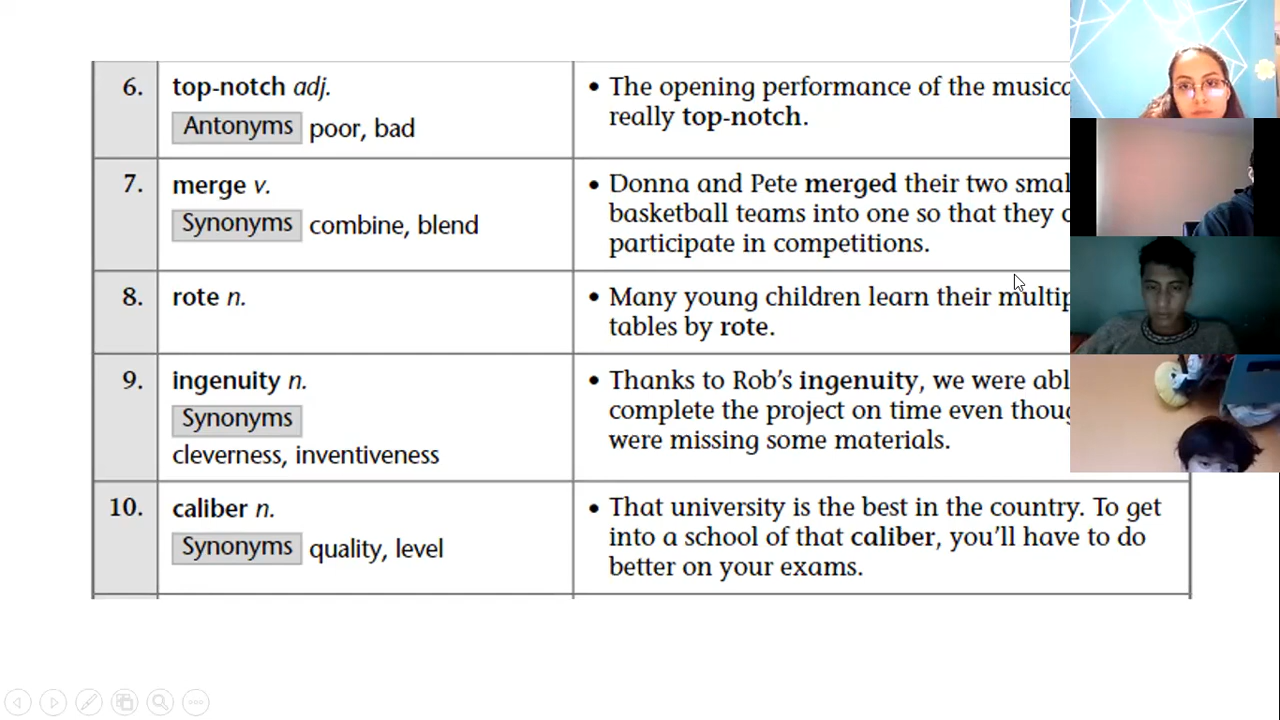 6.
top-notch adj.
Antonyms poor, bad
• The opening performance of the
really top-notch.
7.
merge v.
Synonyms combine, blend
• Donna and Pete merged their two
basketball teams into one so that they
participate in competitions.
8.
rote n.
• Many young children learn their
tables by rote.
9.
ingenuity n.
Synonyms
cleverness, inventiveness
• Thanks to Rob's ingenuity, we were
complete the project on time even
were missing some materials.
10.
caliber n.
Synonyms quality, level
• That university is the best in the country. To get
into a school of that caliber, you'll have to do
better on your exams.